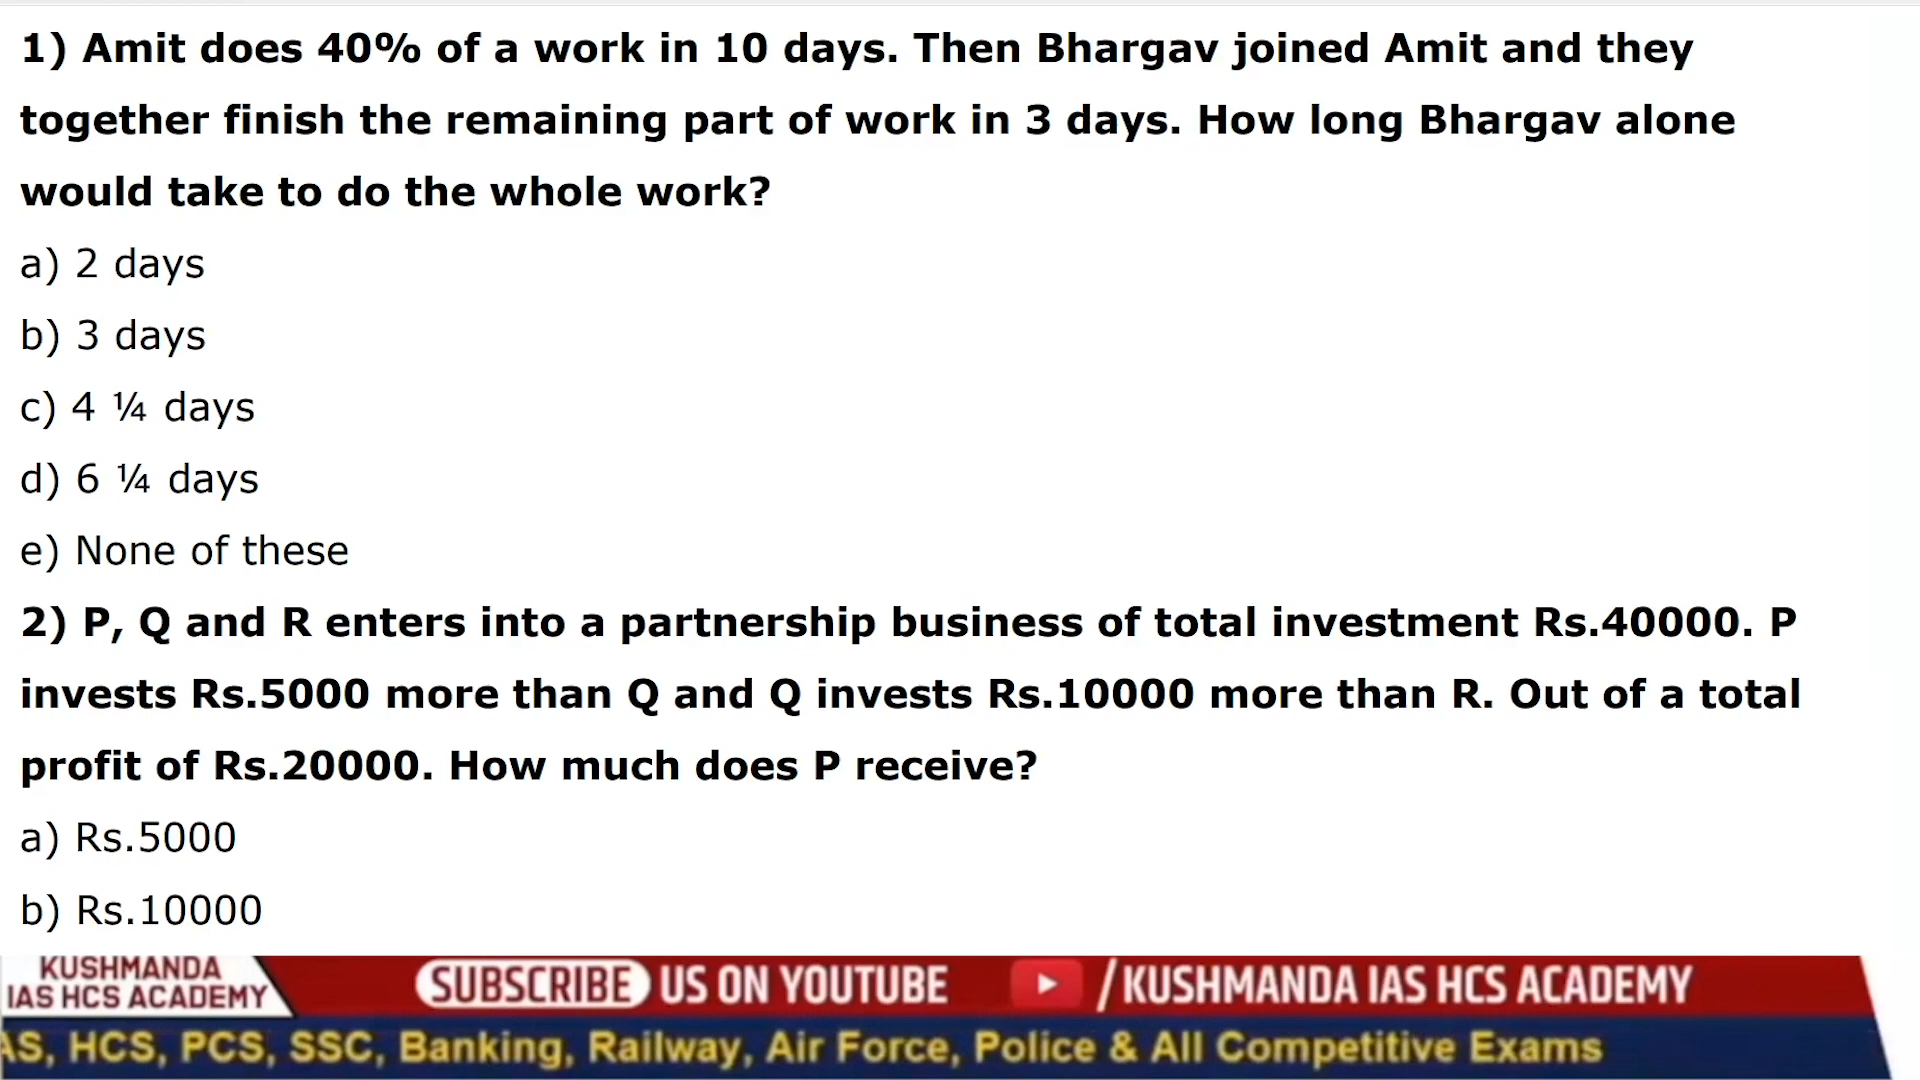 1) Amit does 40% of a work in 10 days. Then Bhargav joined Amit and they
together finish the remaining part of work in 3 days. How long Bhargav alone
would take to do the whole work?
a) 2 days
b) 3 days
c) 4 ¼ days
d) 6 ¼ days
e) None of these
2) P, Q and R enters into a partnership business of total investment Rs.40000. P
invests Rs.5000 more than Q and Q invests Rs.10000 more than R. Out of a total
profit of Rs.20000. How much does P receive?
a) Rs.5000
b) Rs.10000
KUSHMANDA
IAS HCS ACADEMY
SUBSCRIBE US ON YOUTUBE /KUSHMANDA IAS HCS ACADEMY
AS, HCS, PCS, SSC, Banking, Railway, Air Force, Police & All Competitive Exams